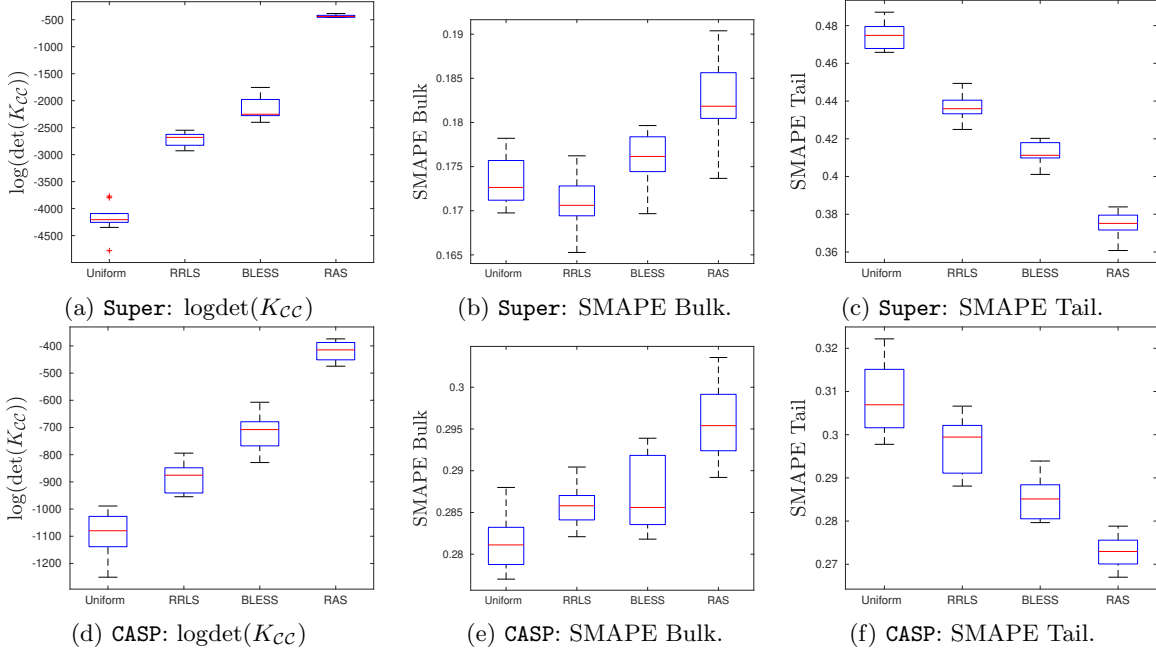 -500
-1000
-1500
-2000
-2500
-3000
-3500
-4000
-4500
log(det(K_CC))
Uniform RRLS BLESS RAS
(a) Super: logdet(K_CC)
0.19
0.185
0.18
0.175
0.17
0.165
SMAPE Bulk
Uniform RRLS BLESS RAS
(b) Super: SMAPE Bulk.
0.48
0.46
0.44
0.42
0.4
0.38
0.36
SMAPE Tail
Uniform RRLS BLESS RAS
(c) Super: SMAPE Tail.
-400
-500
-600
-700
-800
-900
-1000
-1100
-1200
log(det(K_CC))
Uniform RRLS BLESS RAS
(d) CASP: logdet(K_CC)
0.3
0.295
0.29
0.285
0.28
SMAPE Bulk
Uniform RRLS BLESS RAS
(e) CASP: SMAPE Bulk.
0.32
0.31
0.3
0.29
0.28
0.27
SMAPE Tail
Uniform RRLS BLESS RAS
(f) CASP: SMAPE Tail.